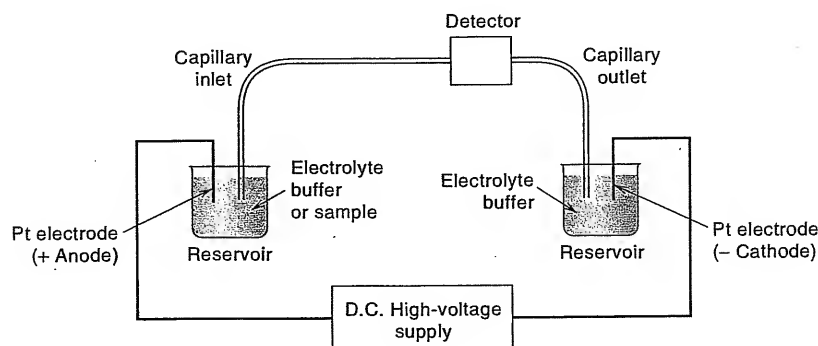 Detector
Capillary
inlet
Capillary
outlet
Electrolyte
buffer
or sample
Electrolyte
buffer
Pt electrode
(+ Anode)
Reservoir
Reservoir
Pt electrode
(– Cathode)
D.C. High-voltage
supply